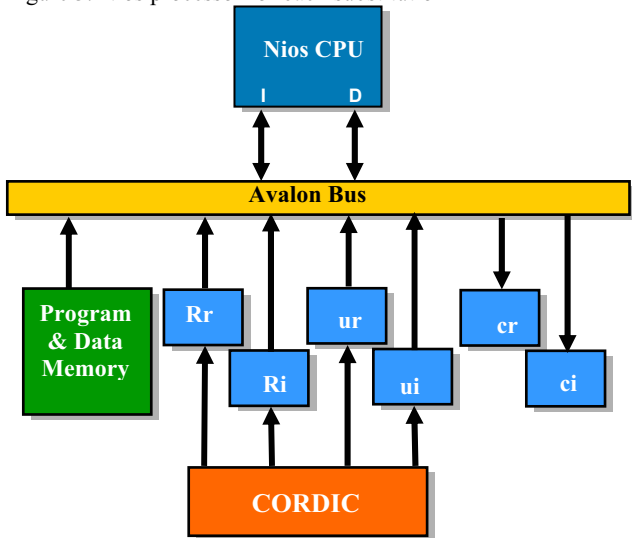 Nios CPU
I D
Avalon Bus
Program
& Data
Memory
Rr
Ri
ur
ui
cr
ci
CORDIC